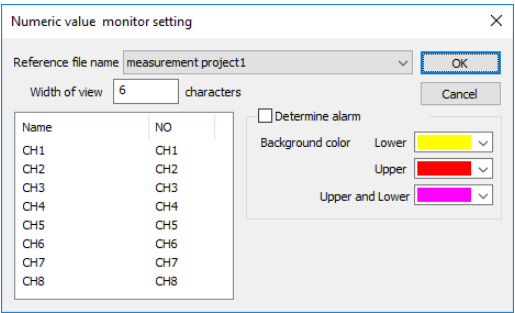 Numeric value  monitor setting
Reference file name measurement project1 OK
Width of view 6 characters Cancel
Determine alarm
Name NO
Background color Lower
CH1 CH1
CH2 CH2
Upper
CH3 CH3
Upper and Lower
CH4 CH4
CH5 CH5
CH6 CH6
CH7 CH7
CH8 CH8